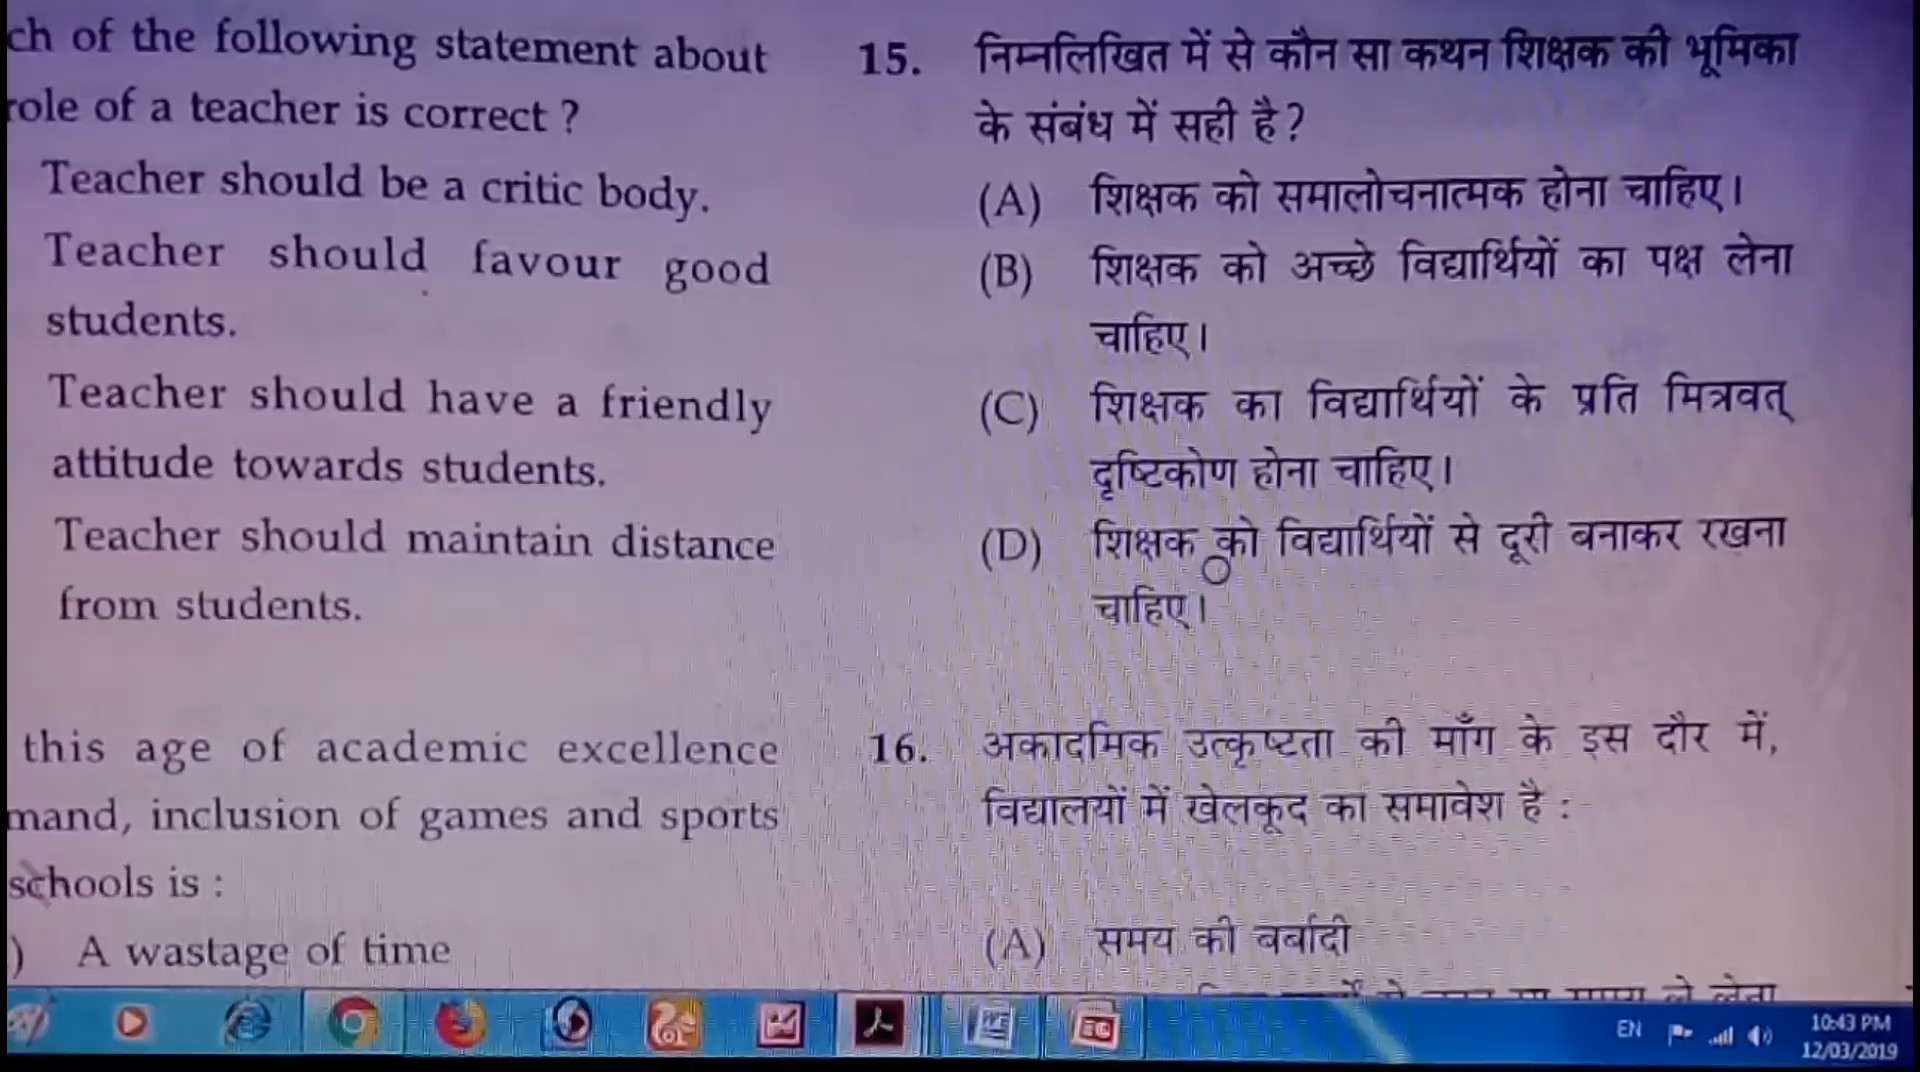 ch of the following statement about
role of a teacher is correct ?
Teacher should be a critic body.
Teacher should favour good
students.
Teacher should have a friendly
attitude towards students.
Teacher should maintain distance
from students.
this age of academic excellence
mand, inclusion of games and sports
schools is :
) A wastage of time
15. निम्नलिखित में से कौन सा कथन शिक्षक की भूमिका
के संबंध में सही है ?
(A) शिक्षक को समालोचनात्मक होना चाहिए।
(B) शिक्षक को अच्छे विद्यार्थियों का पक्ष लेना
चाहिए।
(C) शिक्षक का विद्यार्थियों के प्रति मित्रवत्
दृष्टिकोण होना चाहिए।
(D) शिक्षक को विद्यार्थियों से दूरी बनाकर रखना
चाहिए।
16. अकादमिक उत्कृष्टता की माँग के इस दौर में,
विद्यालयों में खेलकूद का समावेश है :
(A) समय की बर्बादी
EN
10:43 PM
12/03/2019